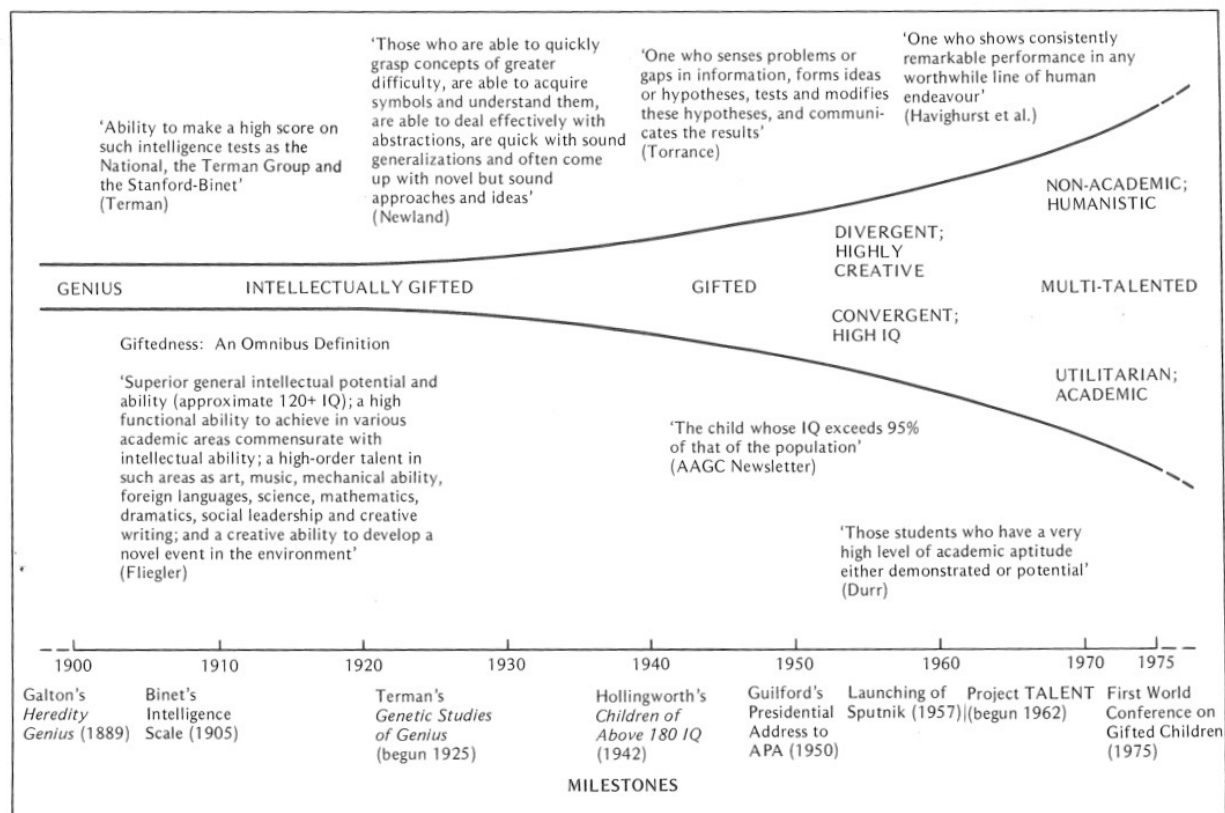 'Ability to make a high score on
such intelligence tests as the
National, the Terman Group and
the Stanford-Binet'
(Terman)
'Those who are able to quickly
grasp concepts of greater
difficulty, are able to acquire
symbols and understand them,
are able to deal effectively with
abstractions, are quick with sound
generalizations and often come
up with novel but sound
approaches and ideas'
(Newland)
'One who senses problems or
gaps in information, forms ideas
or hypotheses, tests and modifies
these hypotheses, and communi-
cates the results'
(Torrance)
'One who shows consistently
remarkable performance in any
worthwhile line of human
endeavour'
(Havighurst et al.)
GENIUS
INTELLECTUALLY GIFTED
GIFTED
DIVERGENT;
HIGHLY
CREATIVE
CONVERGENT;
HIGH IQ
NON-ACADEMIC;
HUMANISTIC
MULTI-TALENTED
UTILITARIAN;
ACADEMIC
Giftedness: An Omnibus Definition
'Superior general intellectual potential and
ability (approximate 120+ IQ); a high
functional ability to achieve in various
academic areas commensurate with
intellectual ability; a high-order talent in
such areas as art, music, mechanical ability,
foreign languages, science, mathematics,
dramatics, social leadership and creative
writing; and a creative ability to develop a
novel event in the environment'
(Fliegler)
'The child whose IQ exceeds 95%
of that of the population'
(AAGC Newsletter)
'Those students who have a very
high level of academic aptitude
either demonstrated or potential'
(Durr)
1900 1910 1920 1930 1940 1950 1960 1970 1975
Galton's
Heredity
Genius (1889)
Binet's
Intelligence
Scale (1905)
Terman's
Genetic Studies
of Genius
(begun 1925)
Hollingworth's
Children of
Above 180 IQ
(1942)
Guilford's
Presidential
Address to
APA (1950)
Launching of
Sputnik (1957)
Project TALENT
(begun 1962)
First World
Conference on
Gifted Children
(1975)
MILESTONES